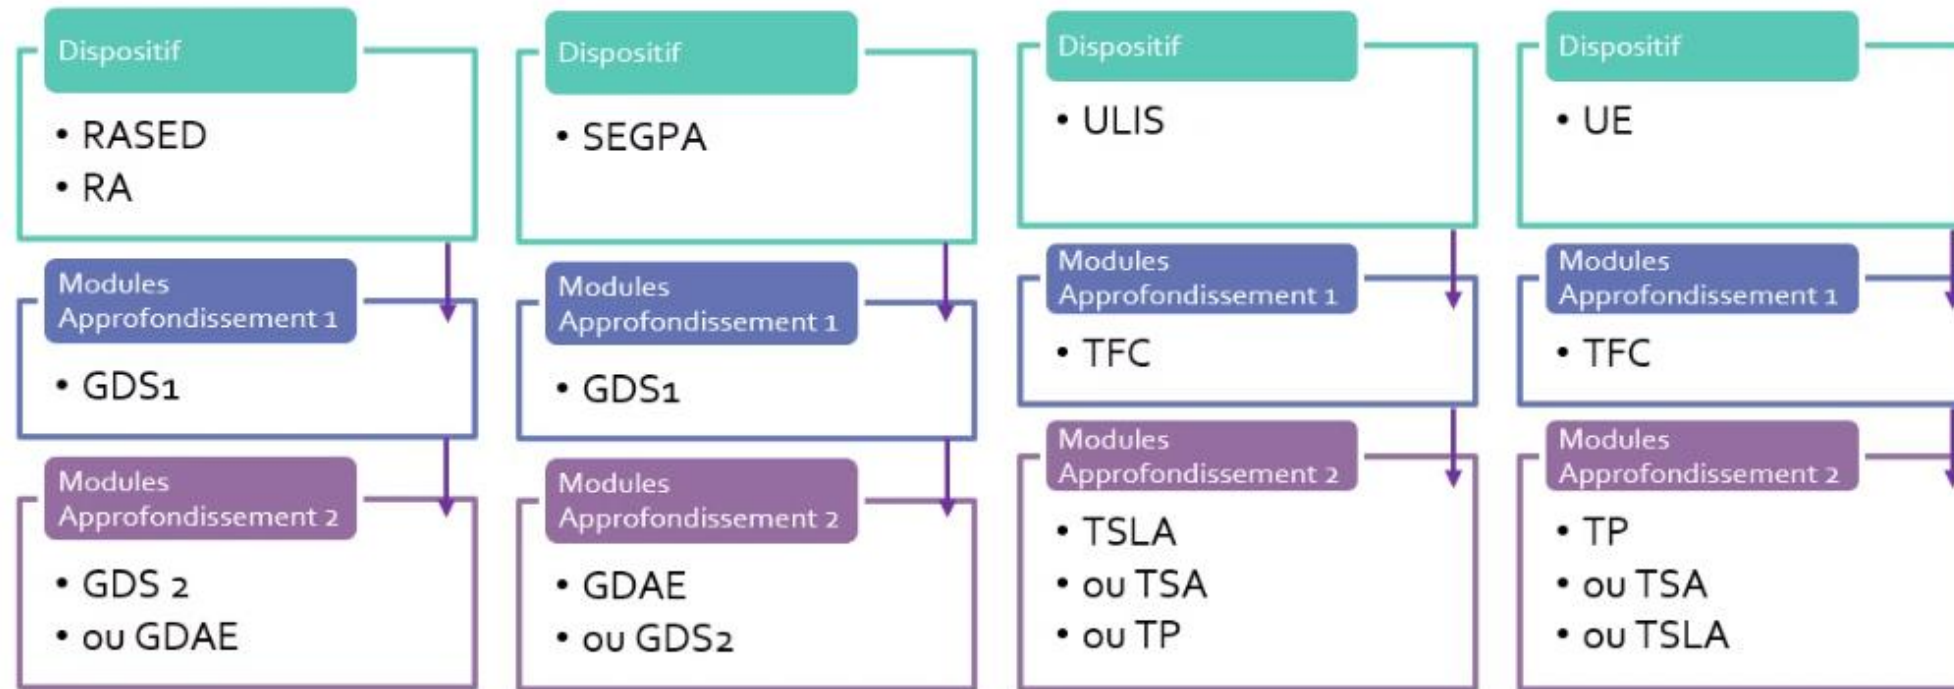 Dispositif
• RASED
• RA
Modules
Approfondissement 1
• GDS1
Modules
Approfondissement 2
• GDS 2
• ou GDAE
Dispositif
• SEGPA
Modules
Approfondissement 1
• GDS1
Modules
Approfondissement 2
• GDAE
• ou GDS2
Dispositif
• ULIS
Modules
Approfondissement 1
• TFC
Modules
Approfondissement 2
• TSLA
• ou TSA
• ou TP
Dispositif
• UE
Modules
Approfondissement 1
• TFC
Modules
Approfondissement 2
• TP
• ou TSA
• ou TSLA